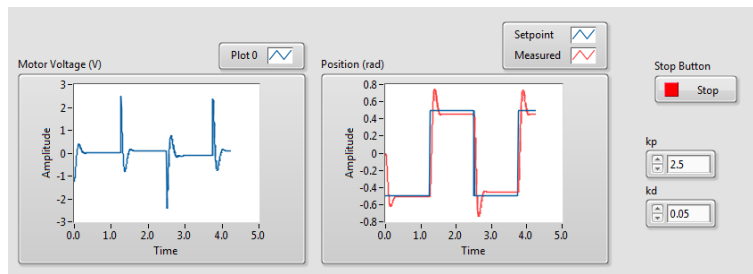 Motor Voltage (V)
Plot 0
Amplitude
3
2
1
0
-1
-2
-3
0.0 1.0 2.0 3.0 4.0 5.0
Time
Position (rad)
Setpoint
Measured
Amplitude
0.8
0.6
0.4
0.2
0
-0.2
-0.4
-0.6
-0.8
0.0 1.0 2.0 3.0 4.0 5.0
Time
Stop Button
Stop
kp
2.5
kd
0.05